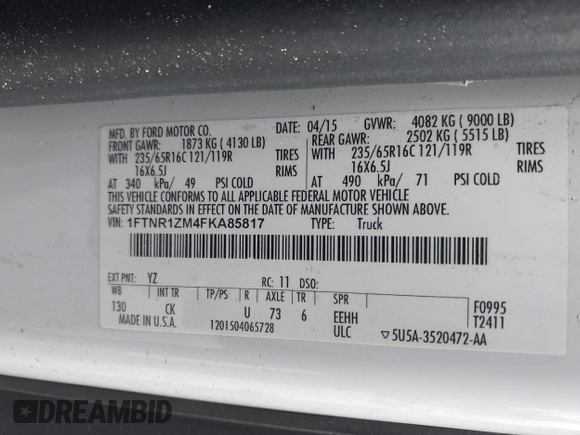 MFD. BY FORD MOTOR CO.
DATE: 04/15 GVWR: 4082 KG ( 9000 LB)
FRONT GAWR: 1873 KG ( 4130 LB)
REAR GAWR: 2502 KG ( 5515 LB)
WITH 235/65R16C 121/119R TIRES
WITH 235/65R16C 121/119R TIRES
16X6.5J RIMS
16X6.5J RIMS
AT 340 kPa/ 49 PSI COLD
AT 490 kPa/ 71 PSI COLD
THIS VEHICLE CONFORMS TO ALL APPLICABLE FEDERAL MOTOR VEHICLE
SAFETY STANDARDS IN EFFECT ON THE DATE OF MANUFACTURE SHOWN ABOVE.
VIN: 1FTNR1ZM4FKA85817 TYPE: Truck
EXT PNT: YZ RC: 11 DSO:
WB INT TR TP/PS R AXLE TR SPR
130 CK U 73 6 EEHH
ULC
F0995
T2411
MADE IN U.S.A. 1201504065728
▽5U5A-3520472-AA
DREAMBID